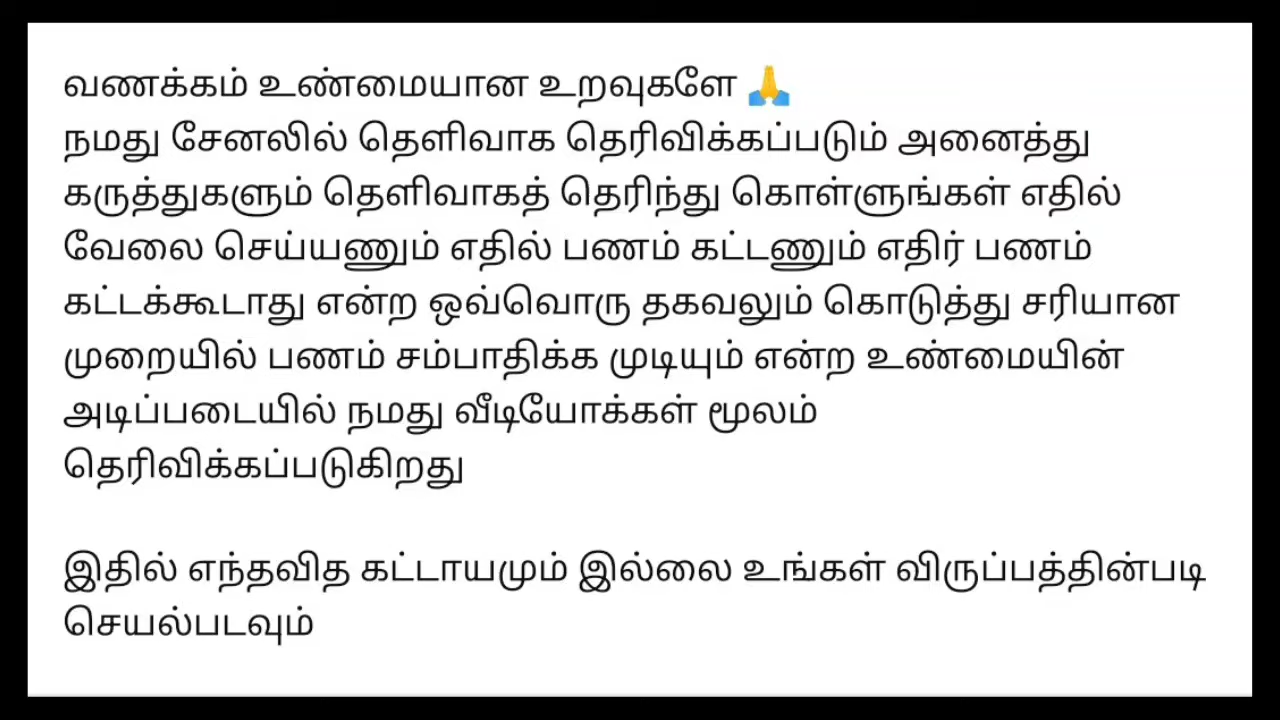 வணக்கம் உண்மையான உறவுகளே 🙏
நமது சேனலில் தெளிவாக தெரிவிக்கப்படும் அனைத்து
கருத்துகளும் தெளிவாகத் தெரிந்து கொள்ளுங்கள் எதில்
வேலை செய்யணும் எதில் பணம் கட்டணும் எதிர் பணம்
கட்டக்கூடாது என்ற ஒவ்வொரு தகவலும் கொடுத்து சரியான
முறையில் பணம் சம்பாதிக்க முடியும் என்ற உண்மையின்
அடிப்படையில் நமது வீடியோக்கள் மூலம்
தெரிவிக்கப்படுகிறது
இதில் எந்தவித கட்டாயமும் இல்லை உங்கள் விருப்பத்தின்படி
செயல்படவும்